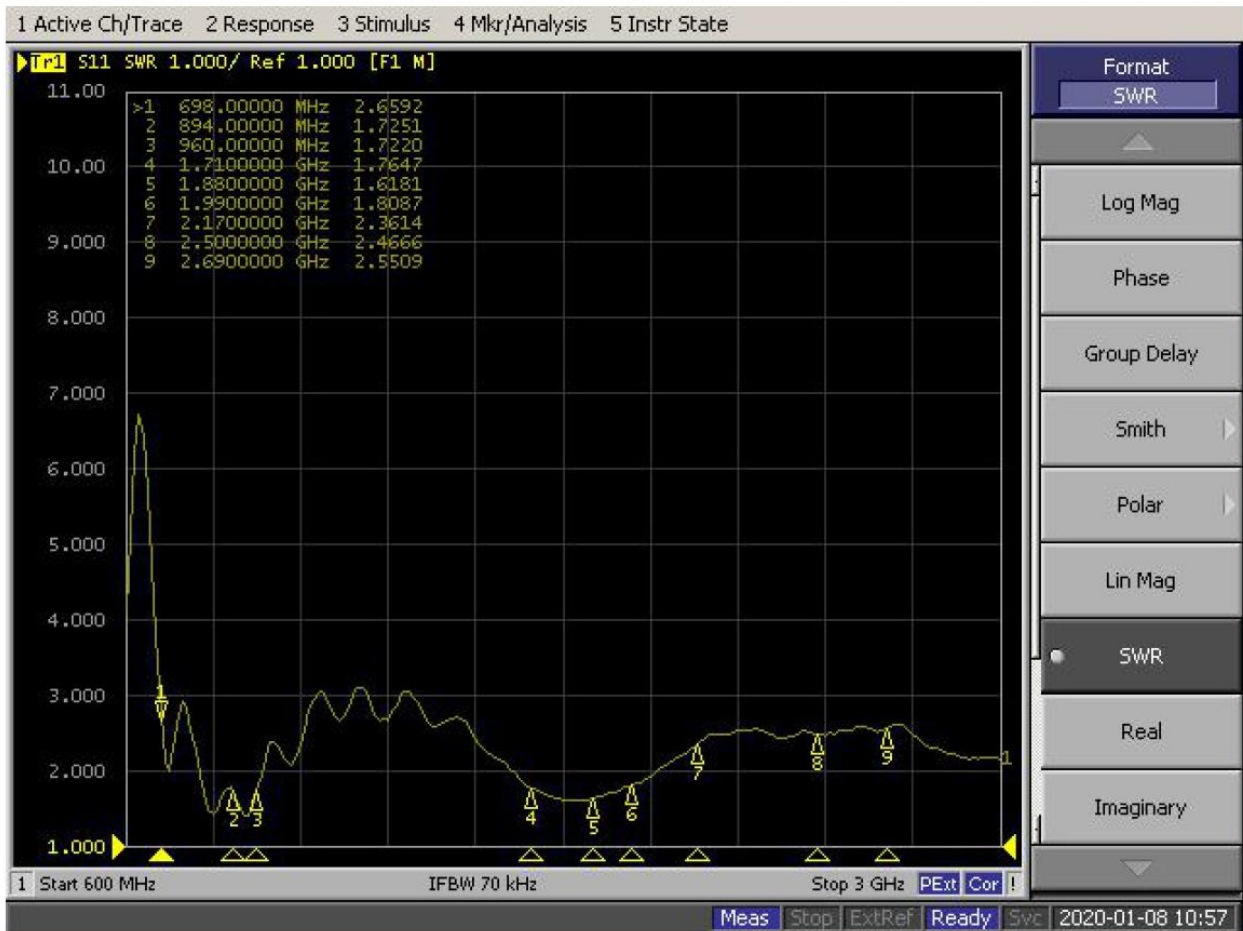 1 Active Ch/Trace 2 Response 3 Stimulus 4 Mkr/Analysis 5 Instr State
Tr1 S11 SWR 1.000/ Ref 1.000 [F1 M]
11.00
10.00
9.000
8.000
7.000
6.000
5.000
4.000
3.000
2.000
1.000
>1 698.00000 MHz 2.6592
2 894.00000 MHz 1.7251
3 960.00000 MHz 1.7220
4 1.7100000 GHz 1.7647
5 1.8800000 GHz 1.6181
6 1.9900000 GHz 1.8087
7 2.1700000 GHz 2.3614
8 2.5000000 GHz 2.4666
9 2.6900000 GHz 2.5509
1
2
3
4
5
6
7
8
9
1
Format
SWR
Log Mag
Phase
Group Delay
Smith
Polar
Lin Mag
SWR
Real
Imaginary
1 Start 600 MHz IFBW 70 kHz Stop 3 GHz PExt Cor !
Meas Stop ExtRef Ready Svc 2020-01-08 10:57